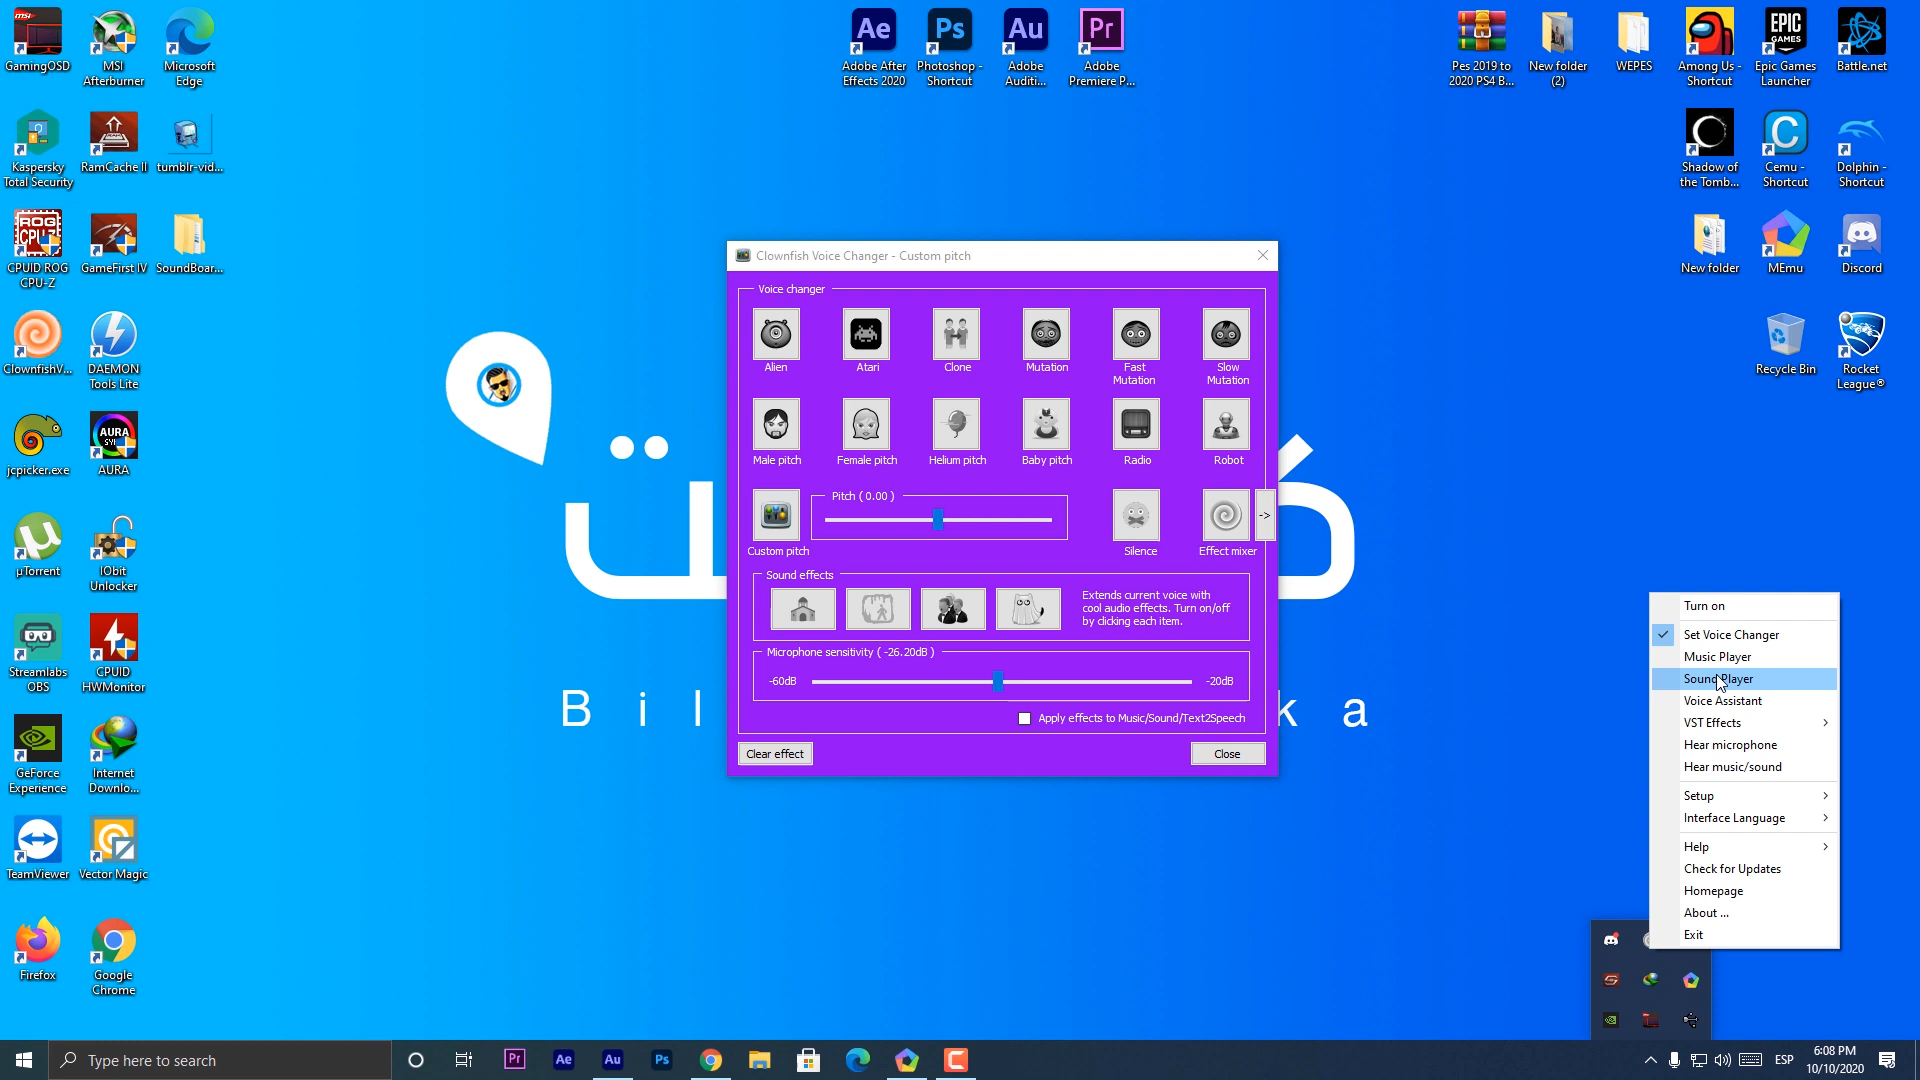 GamingOSD
MSI
Afterburner
Microsoft
Edge
Adobe After
Effects 2020
Photoshop -
Shortcut
Adobe
Auditi...
Adobe
Premiere P...
Ae
Ps
Au
Pr
Pes 2019 to
2020 PS4 B...
New folder
(2)
WEPES
Among Us -
Shortcut
EPIC
GAMES
Epic Games
Launcher
Battle.net
Kaspersky
Total Security
RamCache II
tumblr-vid...
Shadow of
the Tomb...
Cemu -
Shortcut
Dolphin -
Shortcut
ROG
CPU-Z
CPUID ROG
CPU-Z
GameFirst IV
SoundBoar...
New folder
MEmu
Discord
ClownfishV...
DAEMON
Tools Lite
Recycle Bin
Rocket
League®
jcpicker.exe
AURA
AURA
µTorrent
IObit
Unlocker
Streamlabs
OBS
CPUID
HWMonitor
GeForce
Experience
Internet
Downlo...
TeamViewer
Vector Magic
Firefox
Google
Chrome
B i l
k a
Clownfish Voice Changer - Custom pitch
Voice changer
Alien
Atari
Clone
Mutation
Fast
Mutation
Slow
Mutation
Male pitch
Female pitch
Helium pitch
Baby pitch
Radio
Robot
Pitch ( 0.00 )
->
Custom pitch
Silence
Effect mixer
Sound effects
Extends current voice with
cool audio effects. Turn on/off
by clicking each item.
Microphone sensitivity ( -26.20dB )
-60dB
-20dB
Apply effects to Music/Sound/Text2Speech
Clear effect
Close
Turn on
Set Voice Changer
Music Player
Sound Player
Voice Assistant
VST Effects
Hear microphone
Hear music/sound
Setup
Interface Language
Help
Check for Updates
Homepage
About ...
Exit
Type here to search
Pr
Ae
Au
Ps
ESP
6:08 PM
10/10/2020